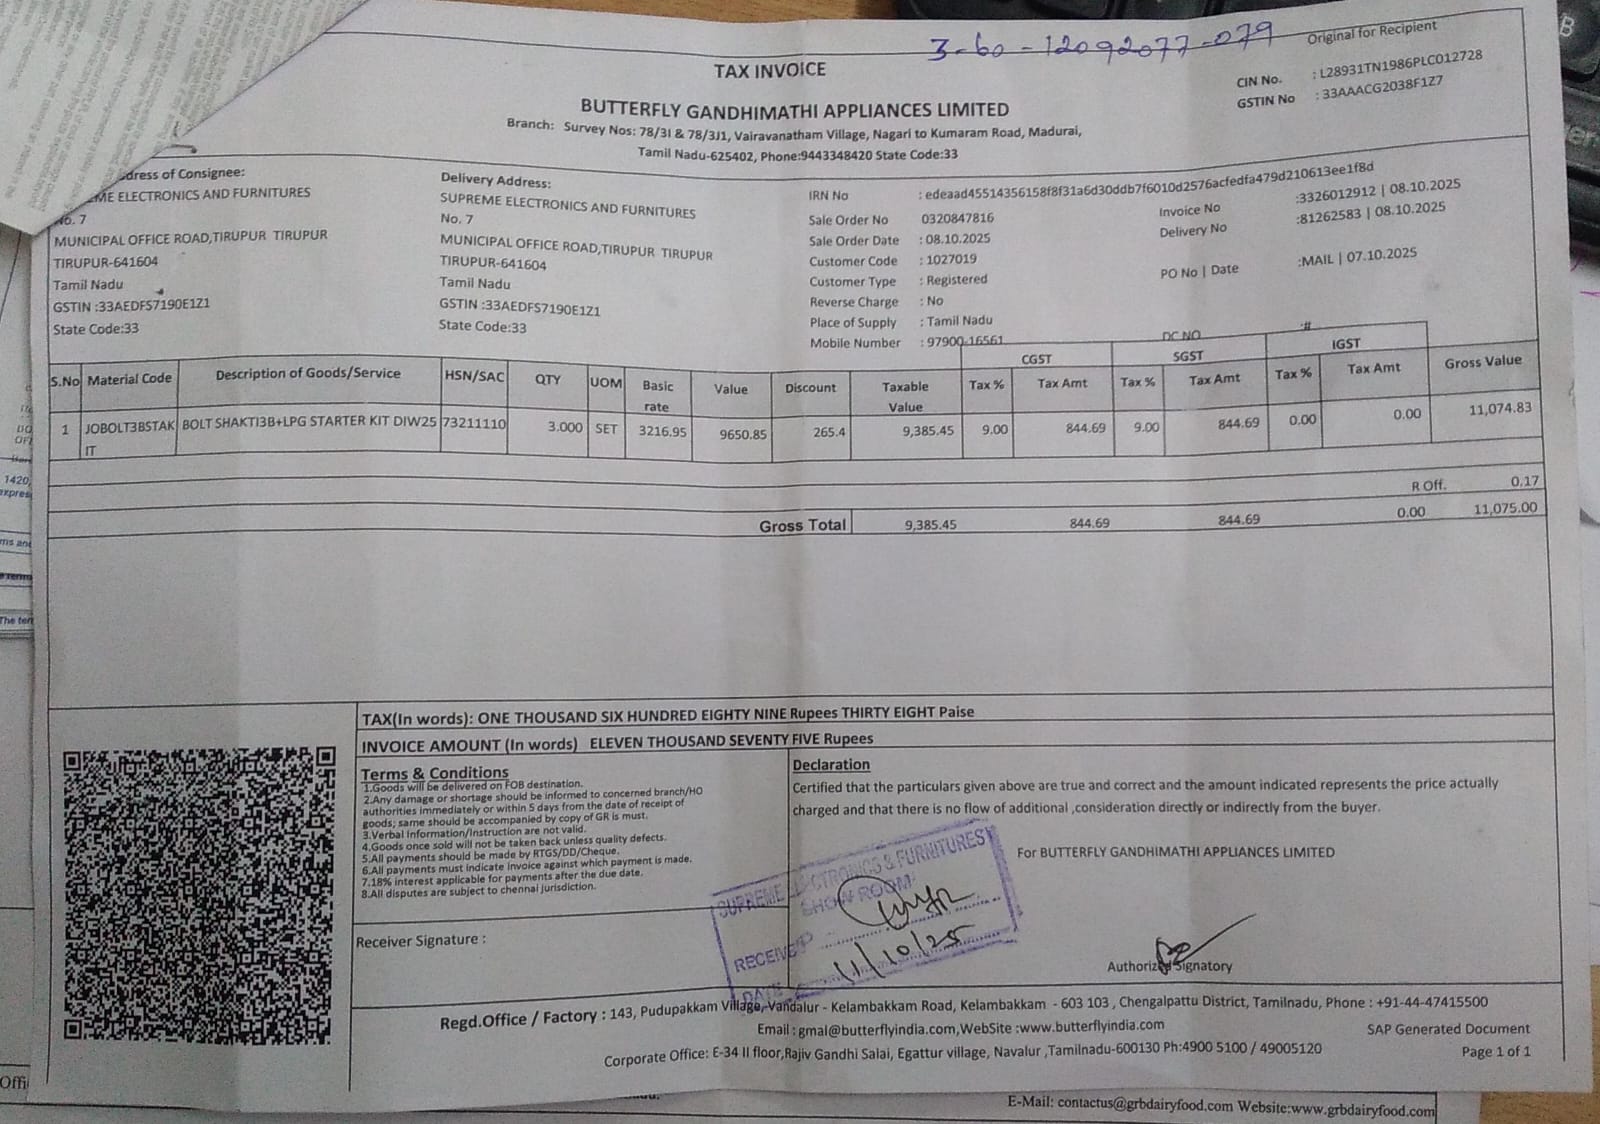 3-60-12092077-079
Original for Recipient
TAX INVOICE
CIN No. : L28931TN1986PLC012728
GSTIN No : 33AAACG2038F1Z7
BUTTERFLY GANDHIMATHI APPLIANCES LIMITED
Branch: Survey Nos: 78/3I & 78/3J1, Vairavanatham Village, Nagari to Kumaram Road, Madurai,
Tamil Nadu-625402, Phone:9443348420 State Code:33
dress of Consignee:
EME ELECTRONICS AND FURNITURES
No. 7
MUNICIPAL OFFICE ROAD,TIRUPUR TIRUPUR
TIRUPUR-641604
Tamil Nadu
GSTIN :33AEDFS7190E1Z1
State Code:33
Delivery Address:
SUPREME ELECTRONICS AND FURNITURES
No. 7
MUNICIPAL OFFICE ROAD,TIRUPUR TIRUPUR
TIRUPUR-641604
Tamil Nadu
GSTIN :33AEDFS7190E1Z1
State Code:33
IRN No : edeaad45514356158f8f31a6d30ddb7f6010d2576acfedfa479d210613ee1f8d
Sale Order No 0320847816
Sale Order Date : 08.10.2025
Customer Code : 1027019
Customer Type : Registered
Reverse Charge : No
Place of Supply : Tamil Nadu
Mobile Number : 97900-16561
Invoice No :3326012912 | 08.10.2025
Delivery No :81262583 | 08.10.2025
PO No | Date :MAIL | 07.10.2025
DC NO :#
S.No Material Code Description of Goods/Service HSN/SAC QTY UOM Basic rate Value Discount Taxable Value CGST Tax % Tax Amt SGST Tax % Tax Amt IGST Tax % Tax Amt Gross Value
1 JOBOLT3BSTAK BOLT SHAKTI3B+LPG STARTER KIT DIW25 73211110 3.000 SET 3216.95 9650.85 265.4 9,385.45 9.00 844.69 9.00 844.69 0.00 0.00 11,074.83
IT
R Off. 0.17
Gross Total 9,385.45 844.69 844.69 0.00 11,075.00
TAX(In words): ONE THOUSAND SIX HUNDRED EIGHTY NINE Rupees THIRTY EIGHT Paise
INVOICE AMOUNT (In words) ELEVEN THOUSAND SEVENTY FIVE Rupees
Terms & Conditions
1.Goods will be delivered on FOB destination.
2.Any damage or shortage should be informed to concerned branch/HO
authorities immediately or within 5 days from the date of receipt of
goods; same should be accompanied by copy of GR is must.
3.Verbal Information/Instruction are not valid.
4.Goods once sold will not be taken back unless quality defects.
5.All payments should be made by RTGS/DD/Cheque.
6.All payments must indicate invoice against which payment is made.
7.18% interest applicable for payments after the due date.
8.All disputes are subject to chennai jurisdiction.
Receiver Signature :
Declaration
Certified that the particulars given above are true and correct and the amount indicated represents the price actually
charged and that there is no flow of additional ,consideration directly or indirectly from the buyer.
For BUTTERFLY GANDHIMATHI APPLIANCES LIMITED
SUPREME ELECTRONICS & FURNITURES
SHOW ROOM
RECEIVED
DATE 11/10/25
Authorized Signatory
Regd.Office / Factory : 143, Pudupakkam Village,Vandalur - Kelambakkam Road, Kelambakkam - 603 103 , Chengalpattu District, Tamilnadu, Phone : +91-44-47415500
Email : gmal@butterflyindia.com,WebSite :www.butterflyindia.com
SAP Generated Document
Corporate Office: E-34 II floor,Rajiv Gandhi Salai, Egattur village, Navalur ,Tamilnadu-600130 Ph:4900 5100 / 49005120
Page 1 of 1
E-Mail: contactus@grbdairyfood.com Website:www.grbdairyfood.com